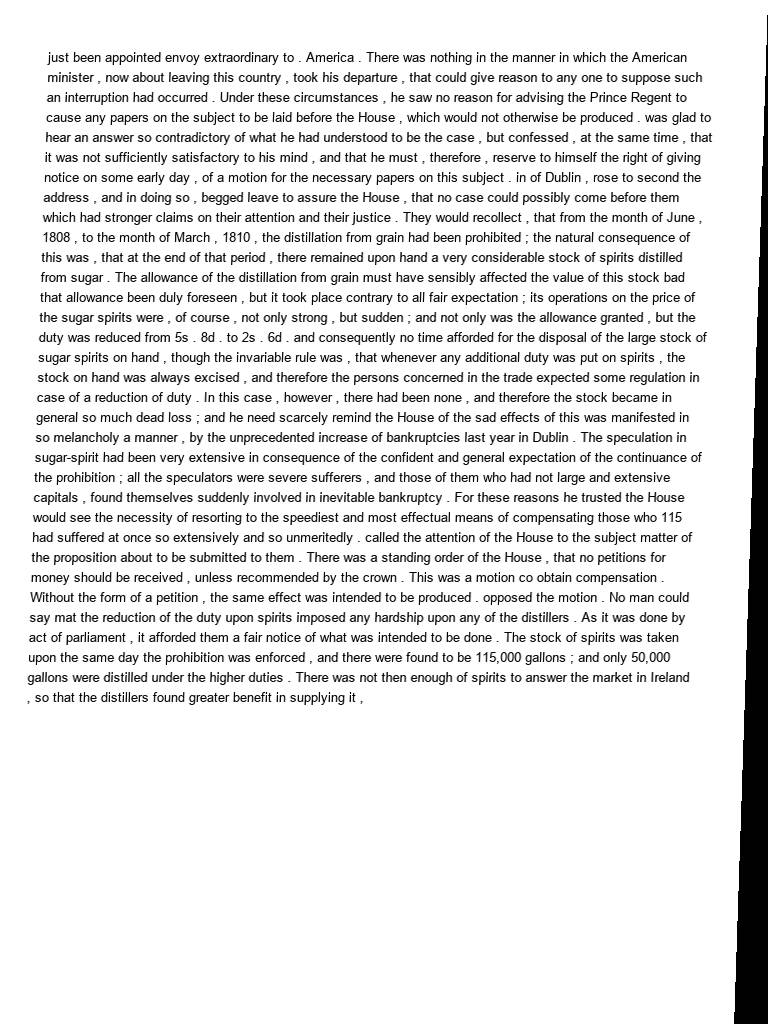 just been appointed envoy extraordinary to . America . There was nothing in the manner in which the American
minister , now about leaving this country , took his departure , that could give reason to any one to suppose such
an interruption had occurred . Under these circumstances , he saw no reason for advising the Prince Regent to
cause any papers on the subject to be laid before the House , which would not otherwise be produced . was glad to
hear an answer so contradictory of what he had understood to be the case , but confessed , at the same time , that
it was not sufficiently satisfactory to his mind , and that he must , therefore , reserve to himself the right of giving
notice on some early day , of a motion for the necessary papers on this subject . in of Dublin , rose to second the
address , and in doing so , begged leave to assure the House , that no case could possibly come before them
which had stronger claims on their attention and their justice . They would recollect , that from the month of June ,
1808 , to the month of March , 1810 , the distillation from grain had been prohibited ; the natural consequence of
this was , that at the end of that period , there remained upon hand a very considerable stock of spirits distilled
from sugar . The allowance of the distillation from grain must have sensibly affected the value of this stock bad
that allowance been duly foreseen , but it took place contrary to all fair expectation ; its operations on the price of
the sugar spirits were , of course , not only strong , but sudden ; and not only was the allowance granted , but the
duty was reduced from 5s . 8d . to 2s . 6d . and consequently no time afforded for the disposal of the large stock of
sugar spirits on hand , though the invariable rule was , that whenever any additional duty was put on spirits , the
stock on hand was always excised , and therefore the persons concerned in the trade expected some regulation in
case of a reduction of duty . In this case , however , there had been none , and therefore the stock became in
general so much dead loss ; and he need scarcely remind the House of the sad effects of this was manifested in
so melancholy a manner , by the unprecedented increase of bankruptcies last year in Dublin . The speculation in
sugar-spirit had been very extensive in consequence of the confident and general expectation of the continuance of
the prohibition ; all the speculators were severe sufferers , and those of them who had not large and extensive
capitals , found themselves suddenly involved in inevitable bankruptcy . For these reasons he trusted the House
would see the necessity of resorting to the speediest and most effectual means of compensating those who 115
had suffered at once so extensively and so unmeritedly . called the attention of the House to the subject matter of
the proposition about to be submitted to them . There was a standing order of the House , that no petitions for
money should be received , unless recommended by the crown . This was a motion co obtain compensation .
Without the form of a petition , the same effect was intended to be produced . opposed the motion . No man could
say mat the reduction of the duty upon spirits imposed any hardship upon any of the distillers . As it was done by
act of parliament , it afforded them a fair notice of what was intended to be done . The stock of spirits was taken
upon the same day the prohibition was enforced , and there were found to be 115,000 gallons ; and only 50,000
gallons were distilled under the higher duties . There was not then enough of spirits to answer the market in Ireland
, so that the distillers found greater benefit in supplying it ,